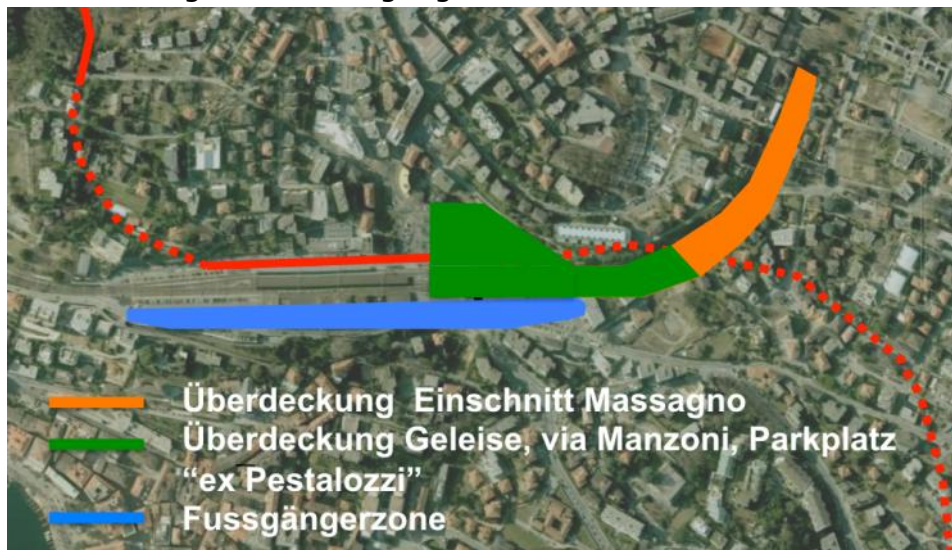 Überdeckung Einschnitt Massagno
Überdeckung Geleise, via Manzoni, Parkplatz
“ex Pestalozzi”
Fussgängerzone